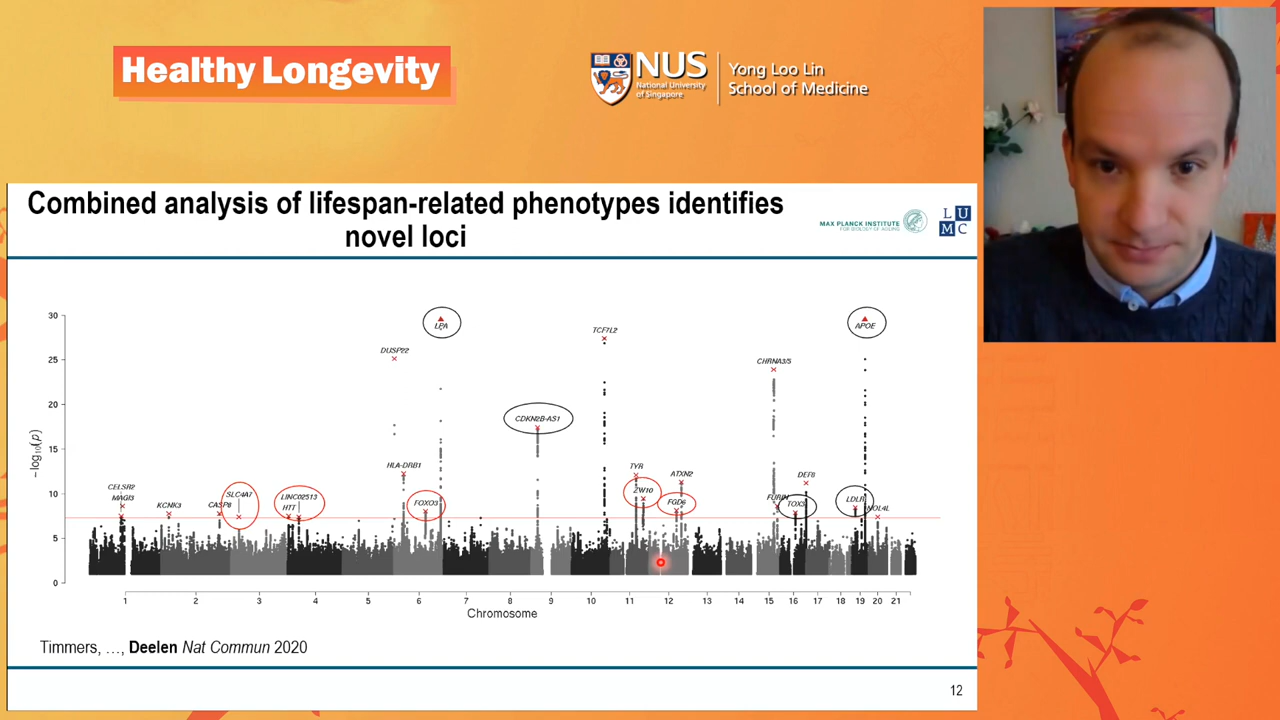 Healthy Longevity
NUS
National University
of Singapore
Yong Loo Lin
School of Medicine
Combined analysis of lifespan-related phenotypes identifies
novel loci
MAX PLANCK INSTITUTE
FOR BIOLOGY OF AGEING
L U
M C
30
25
20
15
10
5
0
−log10(p)
LPA
APOE
TCF7L2
DUSP22
CHRNA3/5
CDKN2B-AS1
HLA-DRB1
TYR
ATXN2
DEF8
CELSR2
MAGI3
KCNK3
CASP8
SLC4A7
LINC02513
HTT
FOXO3
ZW10
FGD6
FURIN
TOX3
LDLR
1 2 3 4 5 6 7 8 9 10 11 12 13 14 15 16 17 18 19 20 21
Chromosome
Timmers, …, Deelen Nat Commun 2020
12